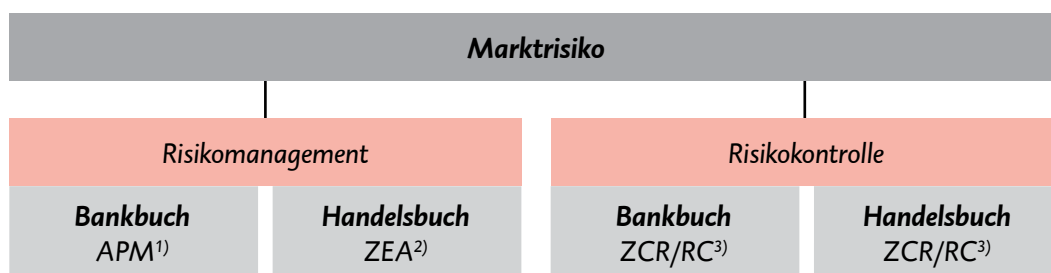 Marktrisiko
Risikomanagement
Risikokontrolle
Bankbuch
APM¹⁾
Handelsbuch
ZEA²⁾
Bankbuch
ZCR/RC³⁾
Handelsbuch
ZCR/RC³⁾